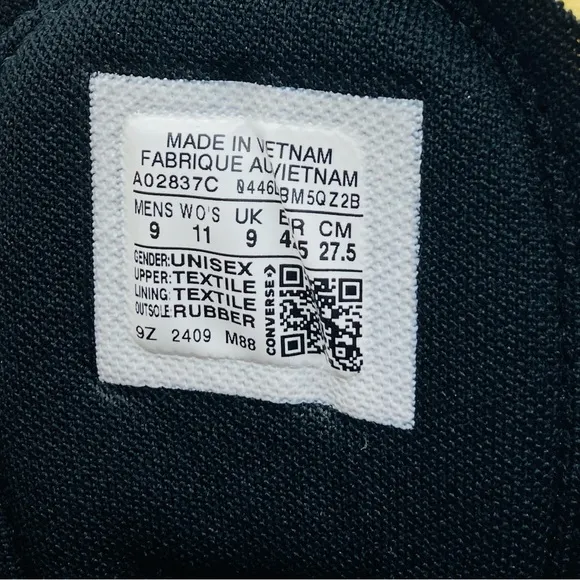 MADE IN VIETNAM
FABRIQUE AU VIETNAM
A02837C
MENS WO'S UK CM
9 11 9 27.5
GENDER:UNISEX
UPPER:TEXTILE
LINING:TEXTILE
OUTSOLE:RUBBER
CONVERSE
9Z 2409 M88